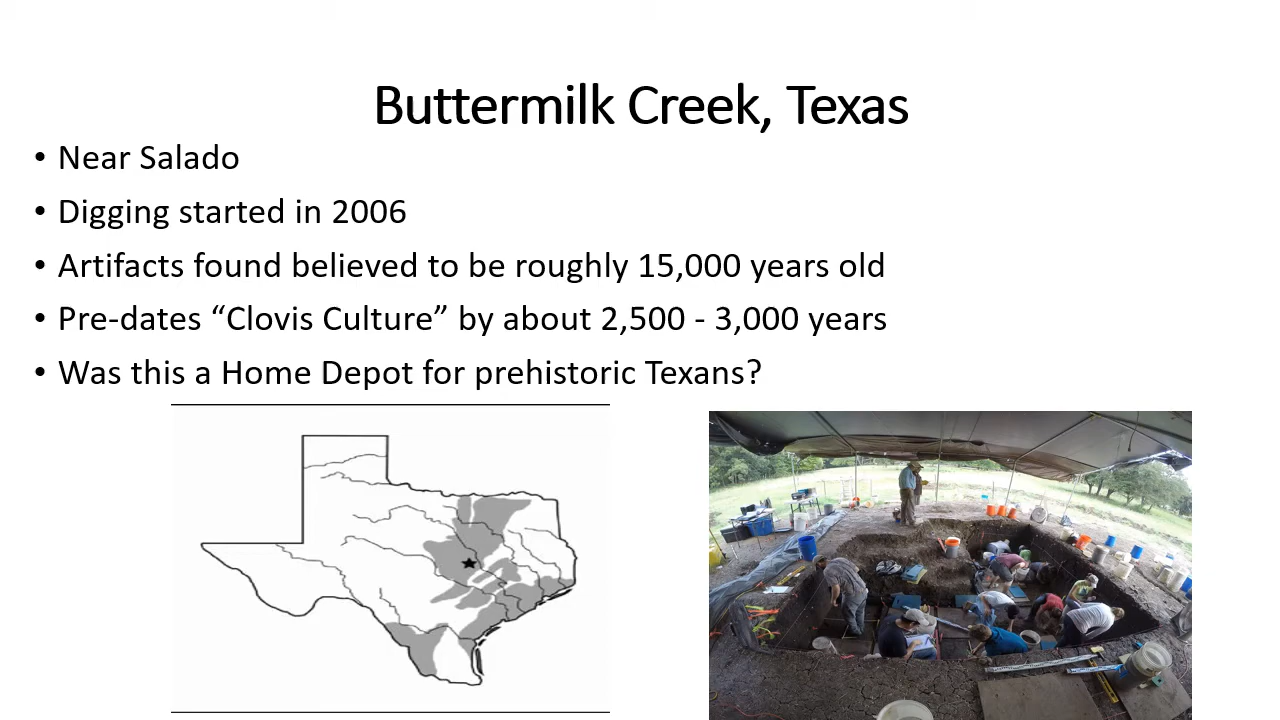 Buttermilk Creek, Texas
• Near Salado
• Digging started in 2006
• Artifacts found believed to be roughly 15,000 years old
• Pre-dates “Clovis Culture” by about 2,500 - 3,000 years
• Was this a Home Depot for prehistoric Texans?